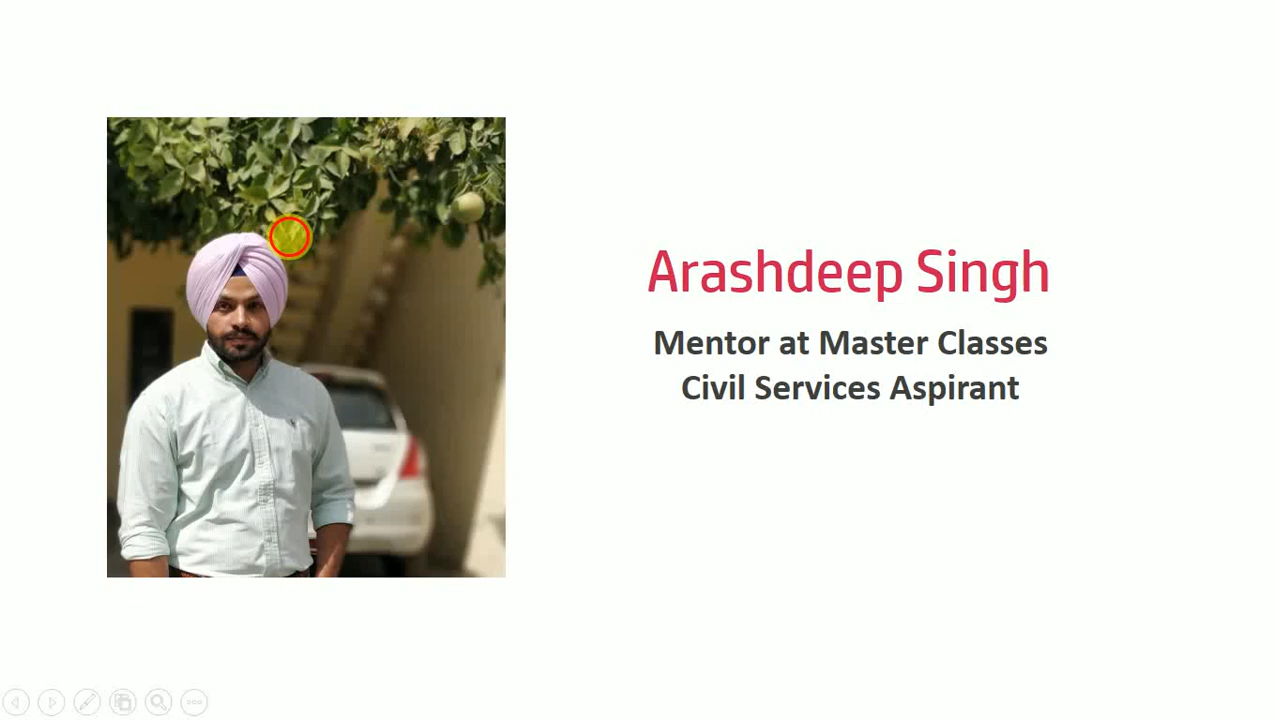 Arashdeep Singh
Mentor at Master Classes
Civil Services Aspirant